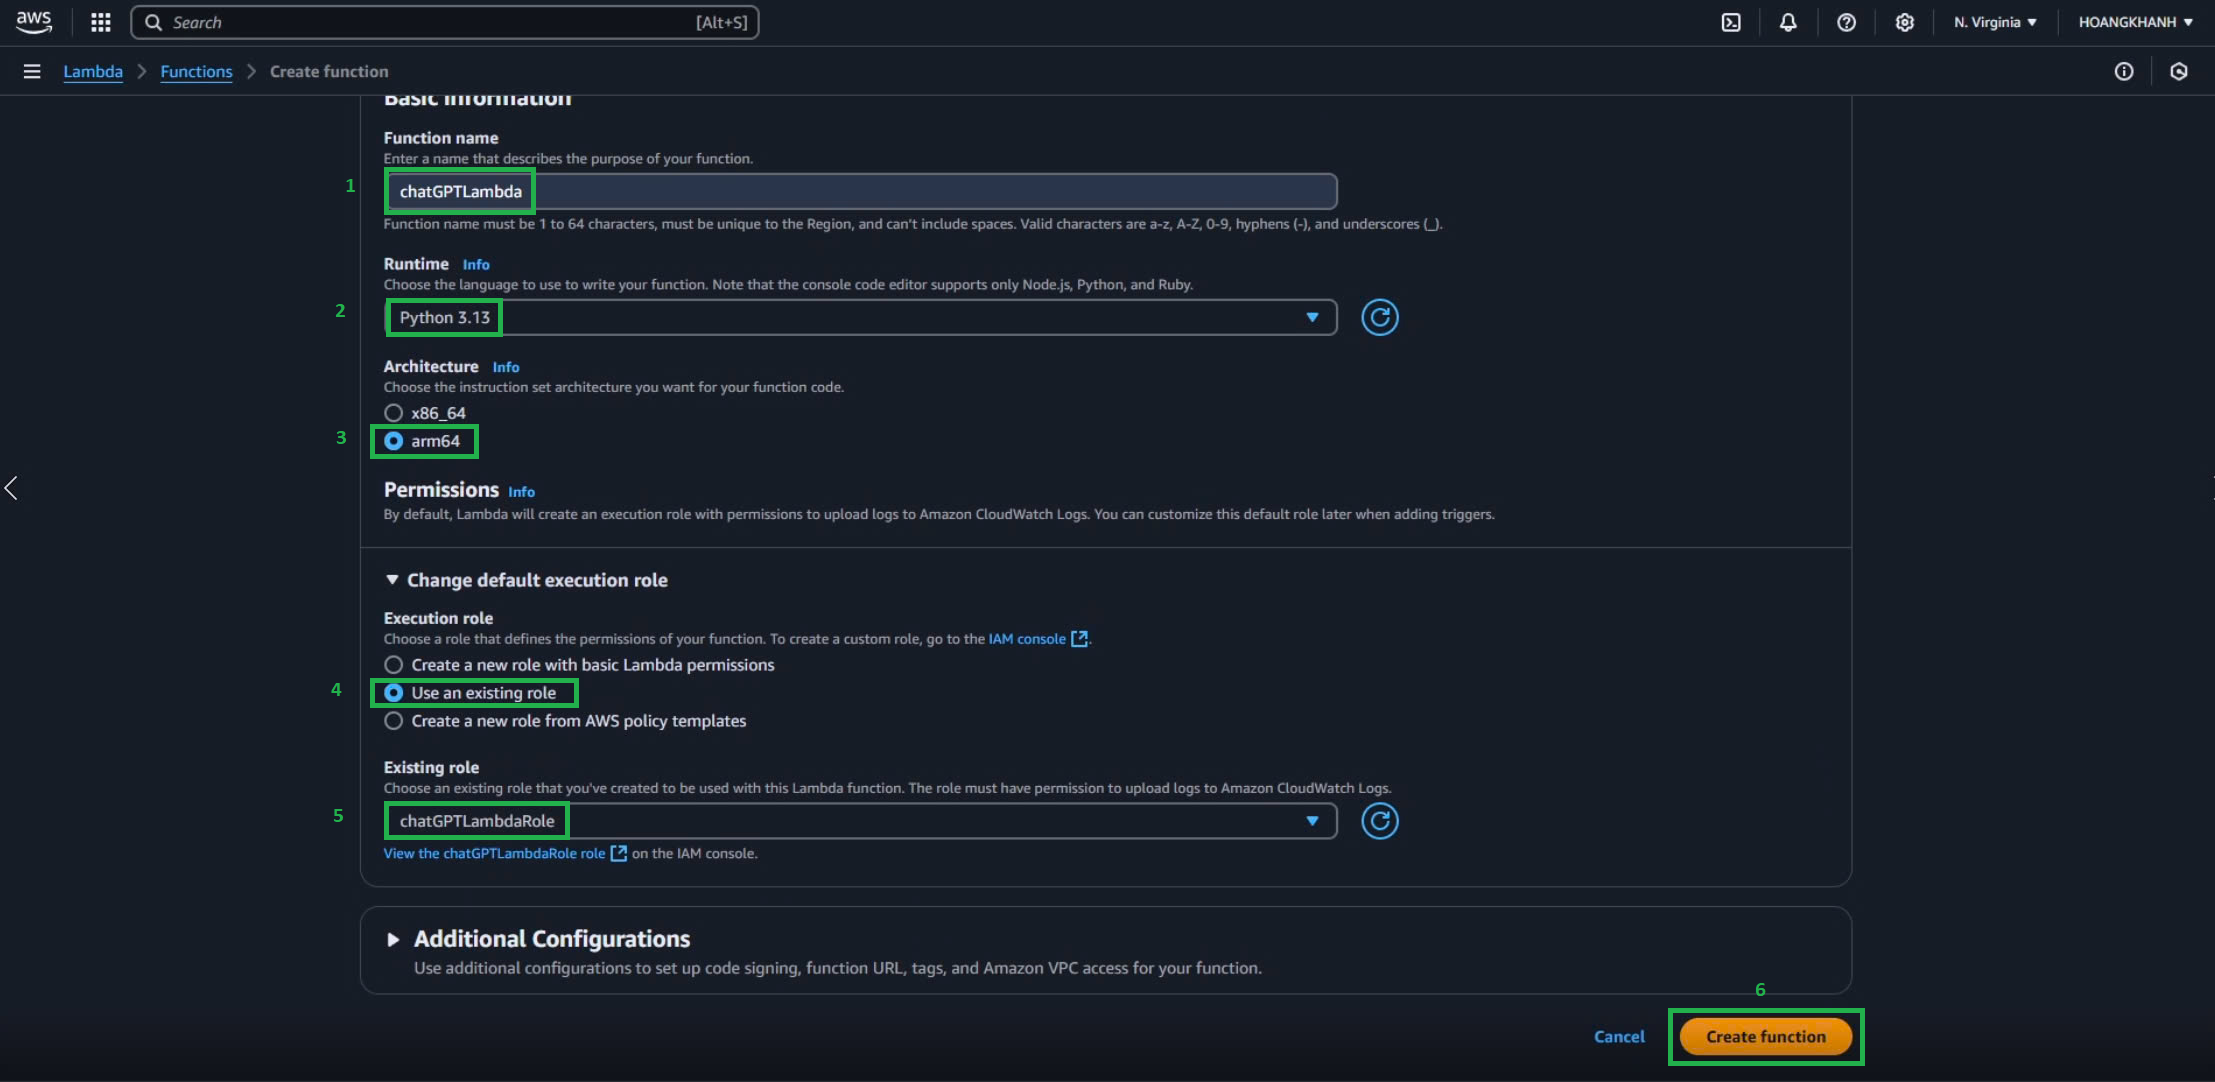 aws
Search [Alt+S]
N. Virginia
HOANGKHANH
Lambda Functions Create function
Basic information
Function name
Enter a name that describes the purpose of your function.
1
chatGPTLambda
Function name must be 1 to 64 characters, must be unique to the Region, and can't include spaces. Valid characters are a-z, A-Z, 0-9, hyphens (-), and underscores (_).
Runtime Info
Choose the language to use to write your function. Note that the console code editor supports only Node.js, Python, and Ruby.
2
Python 3.13
Architecture Info
Choose the instruction set architecture you want for your function code.
x86_64
3
arm64
Permissions Info
By default, Lambda will create an execution role with permissions to upload logs to Amazon CloudWatch Logs. You can customize this default role later when adding triggers.
Change default execution role
Execution role
Choose a role that defines the permissions of your function. To create a custom role, go to the IAM console.
Create a new role with basic Lambda permissions
4
Use an existing role
Create a new role from AWS policy templates
Existing role
Choose an existing role that you've created to be used with this Lambda function. The role must have permission to upload logs to Amazon CloudWatch Logs.
5
chatGPTLambdaRole
View the chatGPTLambdaRole role on the IAM console.
Additional Configurations
Use additional configurations to set up code signing, function URL, tags, and Amazon VPC access for your function.
6
Cancel
Create function